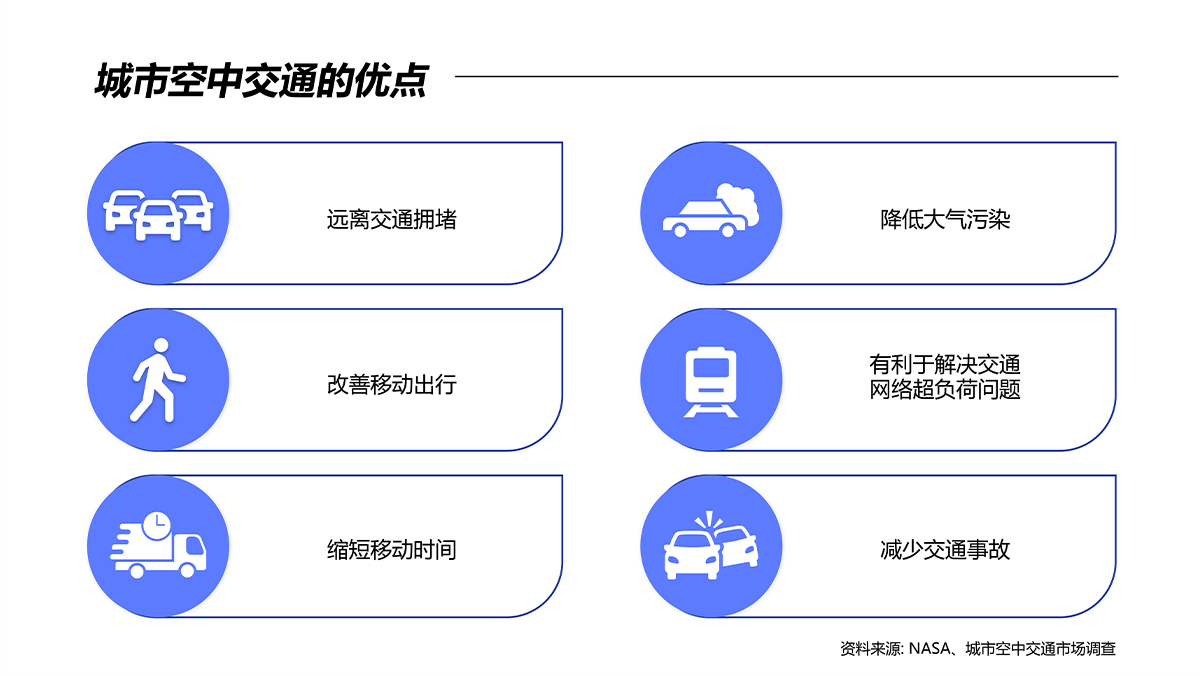 城市空中交通的优点
远离交通拥堵
降低大气污染
改善移动出行
有利于解决交通
网络超负荷问题
缩短移动时间
减少交通事故
资料来源: NASA、城市空中交通市场调查